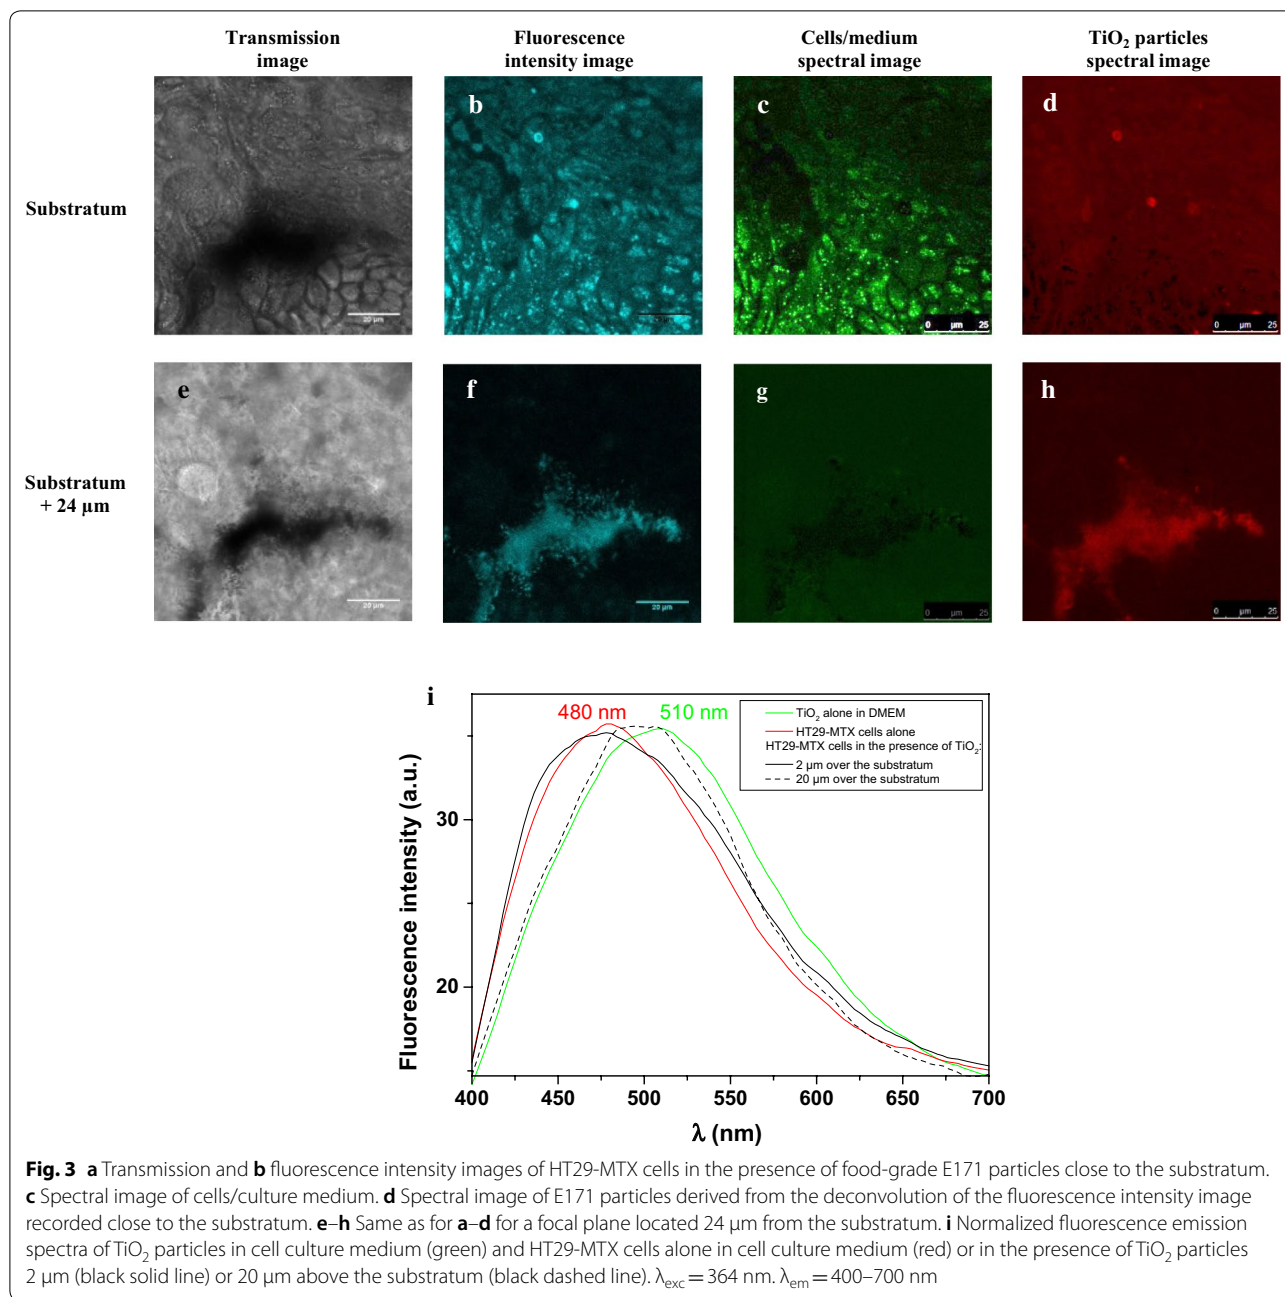 Transmission
image
Fluorescence
intensity image
Cells/medium
spectral image
TiO₂ particles
spectral image
Substratum
20 µm
b
c
0 µm 25
d
0 µm 25
Substratum
+ 24 µm
e
20 µm
f
20 µm
g
0 µm 25
h
0 µm 25
i
480 nm
510 nm
TiO₂ alone in DMEM
HT29-MTX cells alone
HT29-MTX cells in the presence of TiO₂:
2 µm over the substratum
20 µm over the substratum
Fluorescence intensity (a.u.)
30
20
400 450 500 550 600 650 700
λ (nm)
Fig. 3 a Transmission and b fluorescence intensity images of HT29-MTX cells in the presence of food-grade E171 particles close to the substratum.
c Spectral image of cells/culture medium. d Spectral image of E171 particles derived from the deconvolution of the fluorescence intensity image
recorded close to the substratum. e–h Same as for a–d for a focal plane located 24 µm from the substratum. i Normalized fluorescence emission
spectra of TiO₂ particles in cell culture medium (green) and HT29-MTX cells alone in cell culture medium (red) or in the presence of TiO₂ particles
2 µm (black solid line) or 20 µm above the substratum (black dashed line). λexc = 364 nm. λem = 400–700 nm